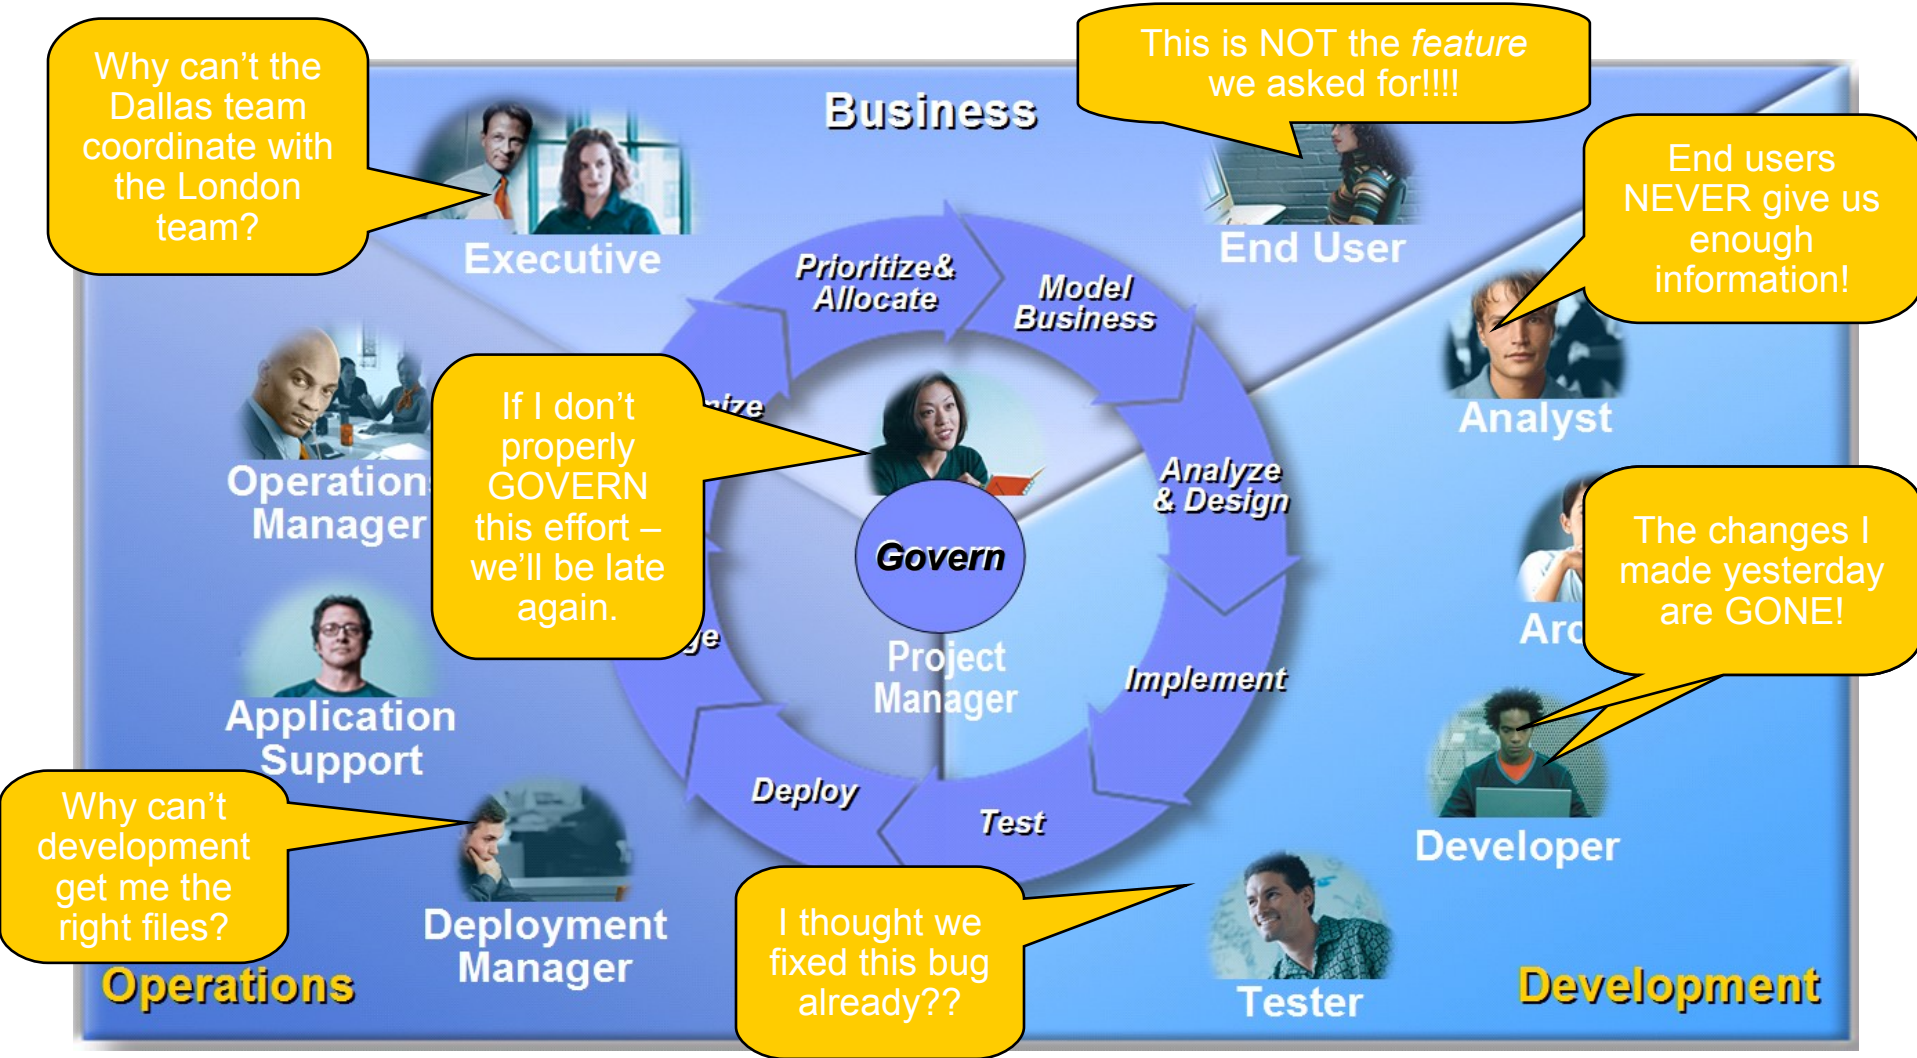 Why can’t the
Dallas team
coordinate with
the London
team?
This is NOT the feature
we asked for!!!!
Business
End users
NEVER give us
enough
information!
Executive
End User
Prioritize&
Allocate
Model
Business
Analyst
If I don’t
properly
GOVERN
this effort –
we’ll be late
again.
Operation
Manager
Analyze
& Design
The changes I
made yesterday
are GONE!
Govern
Project
Manager
Implement
Application
Support
Deploy
Test
Developer
Why can’t
development
get me the
right files?
Deployment
Manager
I thought we
fixed this bug
already??
Tester
Operations
Development